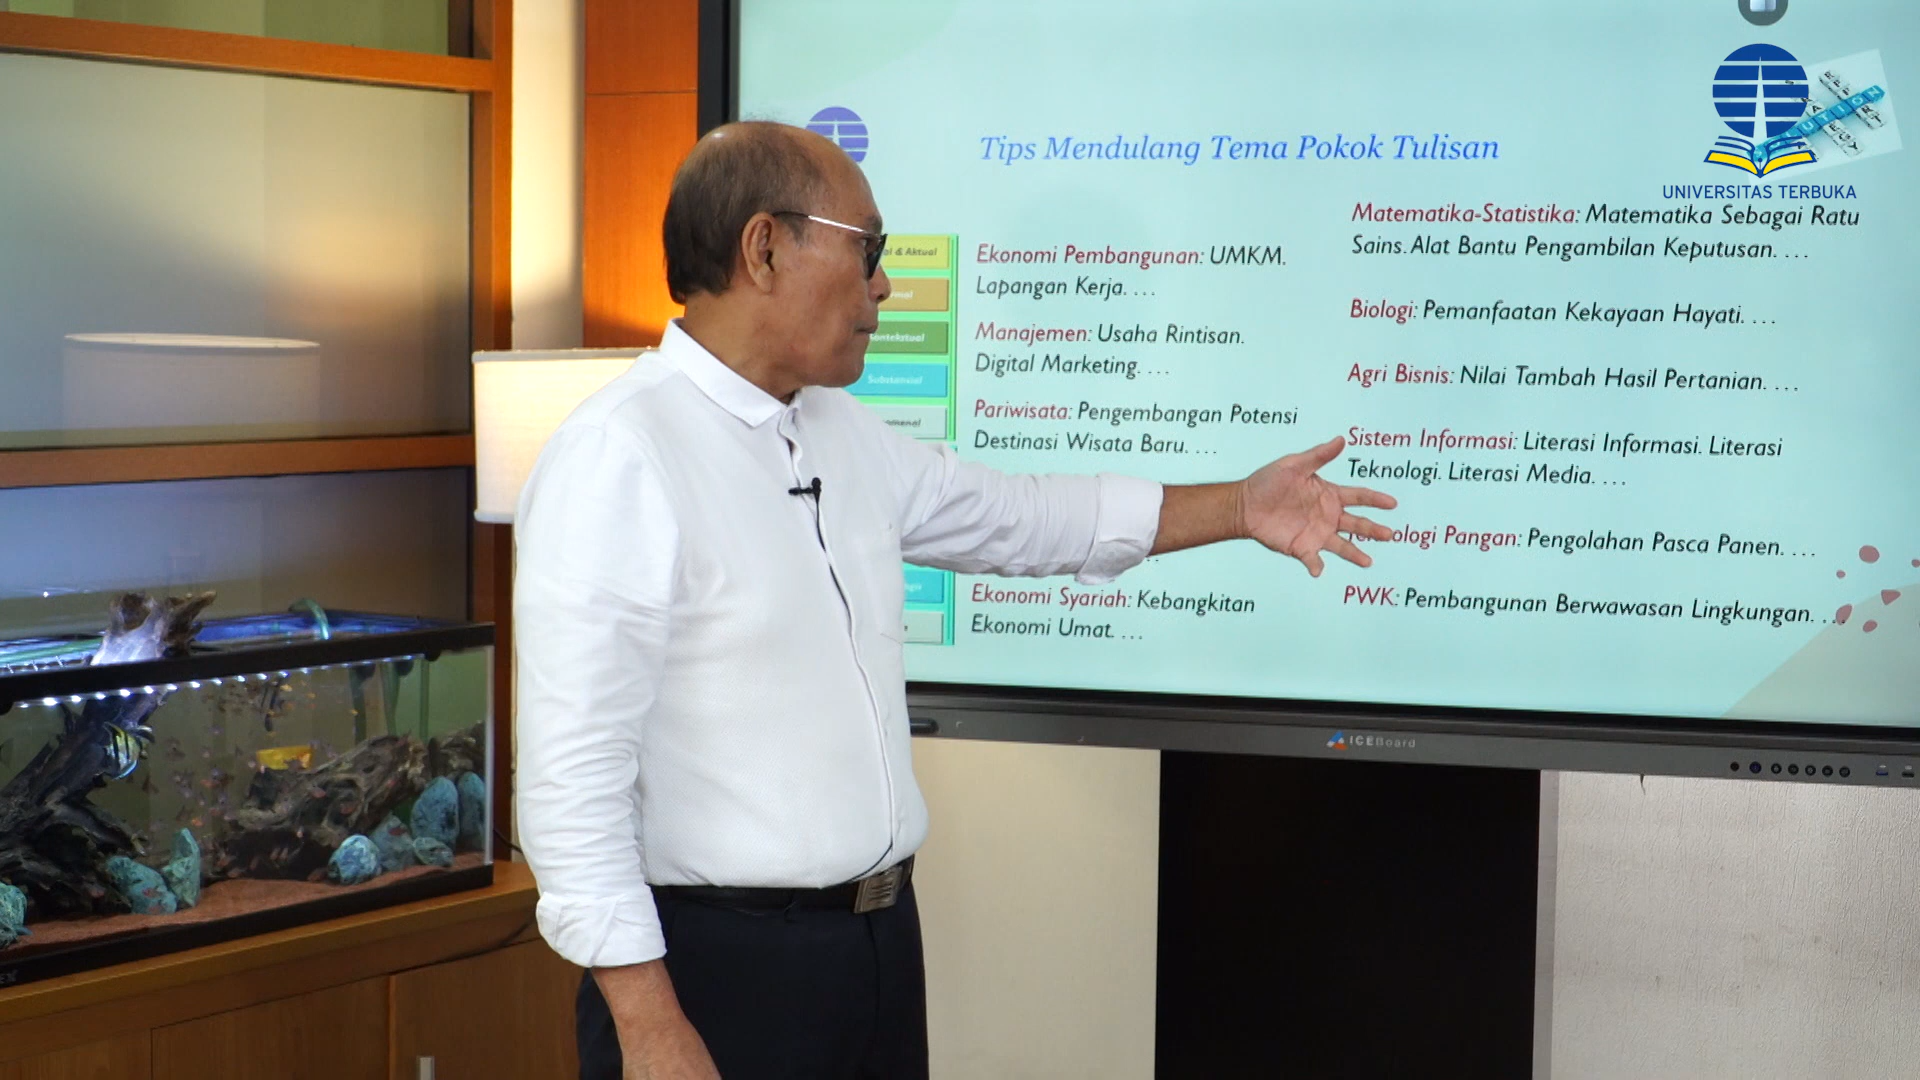 Tips Mendulang Tema Pokok Tulisan
UNIVERSITAS TERBUKA
& Aktual
Substansial
Ekonomi Pembangunan: UMKM.
Lapangan Kerja. . . .
Manajemen: Usaha Rintisan.
Digital Marketing. . . .
Pariwisata: Pengembangan Potensi
Destinasi Wisata Baru. . . .
Ekonomi Syariah: Kebangkitan
Ekonomi Umat. . . .
Matematika-Statistika: Matematika Sebagai Ratu
Sains. Alat Bantu Pengambilan Keputusan. . . .
Biologi: Pemanfaatan Kekayaan Hayati. . . .
Agri Bisnis: Nilai Tambah Hasil Pertanian. . . .
Sistem Informasi: Literasi Informasi. Literasi
Teknologi. Literasi Media. . . .
Pangan: Pengolahan Pasca Panen. . . .
PWK: Pembangunan Berwawasan Lingkungan. . . .
ICEBoard